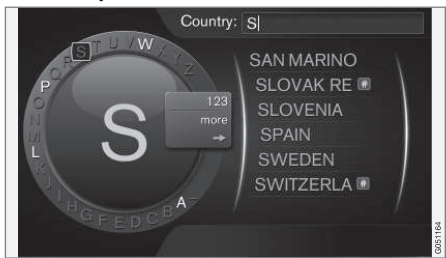 Country: S
SAN MARINO
SLOVAK RE #
SLOVENIA
SPAIN
SWEDEN
SWITZERLA #
A B C D E F G H I J K L M N O P Q R S T U V W X Y Z
S
123
more
→
G051164